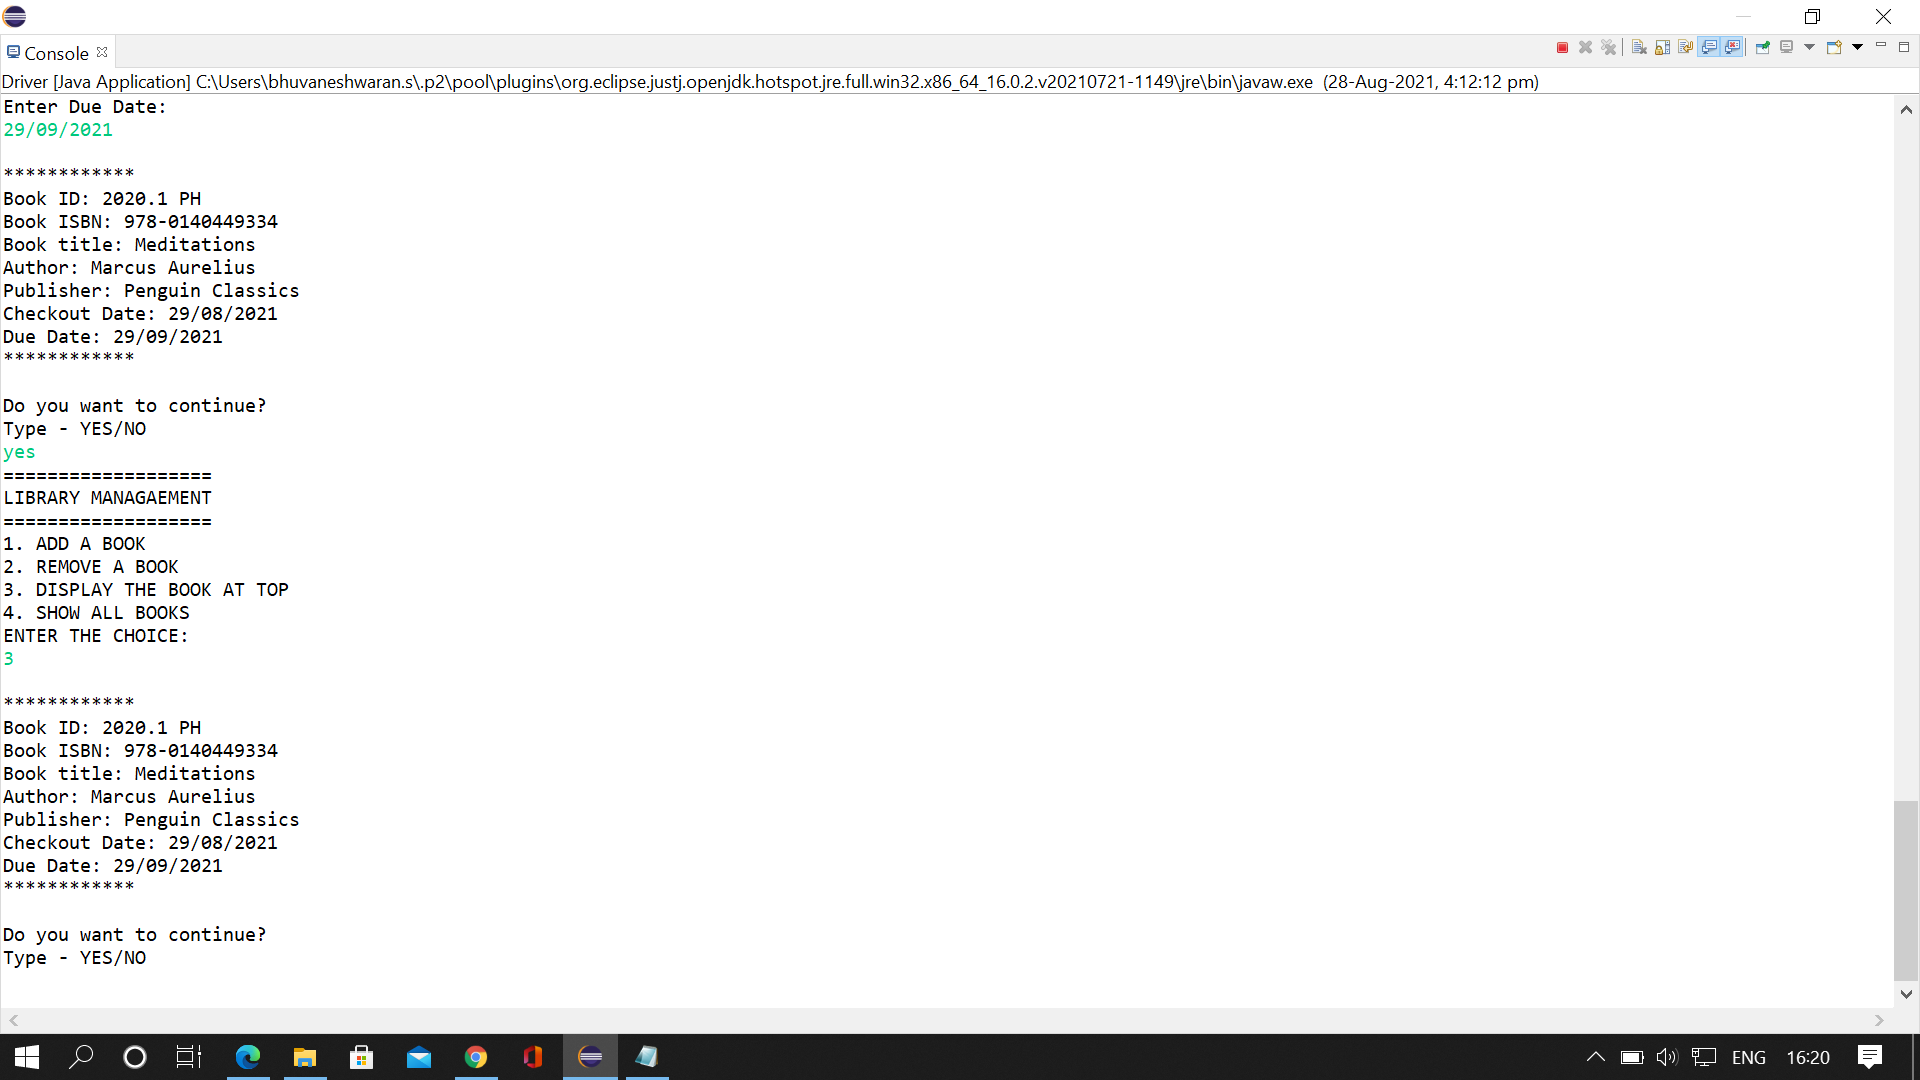 Console
Driver [Java Application] C:\Users\bhuvaneshwaran.s\.p2\pool\plugins\org.eclipse.justj.openjdk.hotspot.jre.full.win32.x86_64_16.0.2.v20210721-1149\jre\bin\javaw.exe  (28-Aug-2021, 4:12:12 pm)
Enter Due Date:
29/09/2021
************
Book ID: 2020.1 PH
Book ISBN: 978-0140449334
Book title: Meditations
Author: Marcus Aurelius
Publisher: Penguin Classics
Checkout Date: 29/08/2021
Due Date: 29/09/2021
************
Do you want to continue?
Type - YES/NO
yes
===================
LIBRARY MANAGAEMENT
===================
1. ADD A BOOK
2. REMOVE A BOOK
3. DISPLAY THE BOOK AT TOP
4. SHOW ALL BOOKS
ENTER THE CHOICE:
3
************
Book ID: 2020.1 PH
Book ISBN: 978-0140449334
Book title: Meditations
Author: Marcus Aurelius
Publisher: Penguin Classics
Checkout Date: 29/08/2021
Due Date: 29/09/2021
************
Do you want to continue?
Type - YES/NO
ENG 16:20